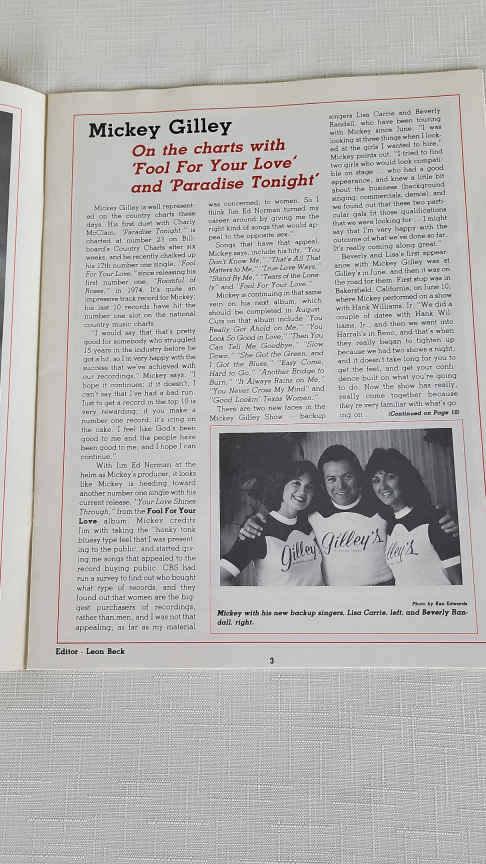 Mickey Gilley
On the charts with
'Fool For Your Love'
and 'Paradise Tonight'
Mickey Gilley is well represent-
ed on the country charts these
days. His first duet with Charly
McClain, "Paradise Tonight," is
charted at number 23 on Bill-
board's Country Charts after six
weeks, and he recently chalked up
his 17th number one single, "Fool
For Your Love," since releasing his
first number one, "Roomful of
Roses," in 1974. It's quite an
impressive track record for Mickey;
his last 10 records have hit the
number one slot on the national
country music charts.
"I would say that that's pretty
good for somebody who struggled
15 years in the industry before he
got a hit, so I'm very happy with the
success that we've achieved with
our recordings," Mickey says. "I
hope it continues; if it doesn't, I
can't say that I've had a bad run.
Just to get a record in the top 10 is
very rewarding; if you make a
number one record, it's icing on
the cake. I feel like God's been
good to me and the people have
been good to me, and I hope I can
continue."
With Jim Ed Norman at the
helm as Mickey's producer, it looks
like Mickey is heading toward
another number one single with his
current release, "Your Love Shines
Through," from the Fool For Your
Love album. Mickey credits
Jim with taking the "honky tonk
bluesy type feel that I was present-
ing to the public, and started giv-
ing me songs that appealed to the
record buying public. CBS had
run a survey to find out who bought
what type of records, and they
found out that women are the big-
gest purchasers of recordings,
rather than men, and I was not that
appealing, as far as my material
was concerned, to women. So I
think Jim Ed Norman turned my
career around by giving me the
right kind of songs that would ap-
peal to the opposite sex."
Songs that have that appeal,
Mickey says, include his hits, "You
Don't Know Me," "That's All That
Matters to Me," "True Love Ways,"
"Stand By Me," "Tears of the Lone-
ly" and "Fool For Your Love."
Mickey is continuing in that same
vein on his next album, which
should be completed in August.
Cuts on that album include "You
Really Got Ahold on Me," "You
Look So Good in Love," "Then You
Can Tell Me Goodbye," "Slow
Down," "She Got the Green, and
I Got the Blues," "Easy Come,
Hard to Go," "Another Bridge to
Burn," "It Always Rains on Me,"
"You Never Cross My Mind" and
"Good Lookin' Texas Women."
There are two new faces in the
Mickey Gilley Show — backup
singers Lisa Carrie and Beverly
Randall, who have been touring
with Mickey since June. "I was
looking at three things when I look-
ed at the girls I wanted to hire,"
Mickey points out. "I tried to find
two girls who would look compati-
ble on stage . . . who had a good
appearance, and knew a little bit
about the business (background
singing, commercials, demos), and
we found out that these two parti-
cular gals fit those qualifications
that we were looking for . . . I might
say that I'm very happy with the
outcome of what we've done so far.
It's really coming along great."
Beverly and Lisa's first appear-
ance with Mickey Gilley was at
Gilley's in June, and then it was on
the road for them. First stop was in
Bakersfield, California, on June 10,
where Mickey performed on a show
with Hank Williams, Jr. "We did a
couple of dates with Hank Wil-
liams, Jr., and then we went into
Harrah's in Reno, and that's when
they really began to tighten up
because we had two shows a night,
and it doesn't take long for you to
get the feel, and get your confi-
dence built on what you're going
to do. Now the show has really,
really come together because
they're very familiar with what's go-
ing on . . . (Continued on Page 12)
Gilley's
Gilley's
lley's
Photo by Ron Edwards
Mickey with his new backup singers, Lisa Carrie, left, and Beverly Ran-
dall, right.
Editor - Leon Beck
3